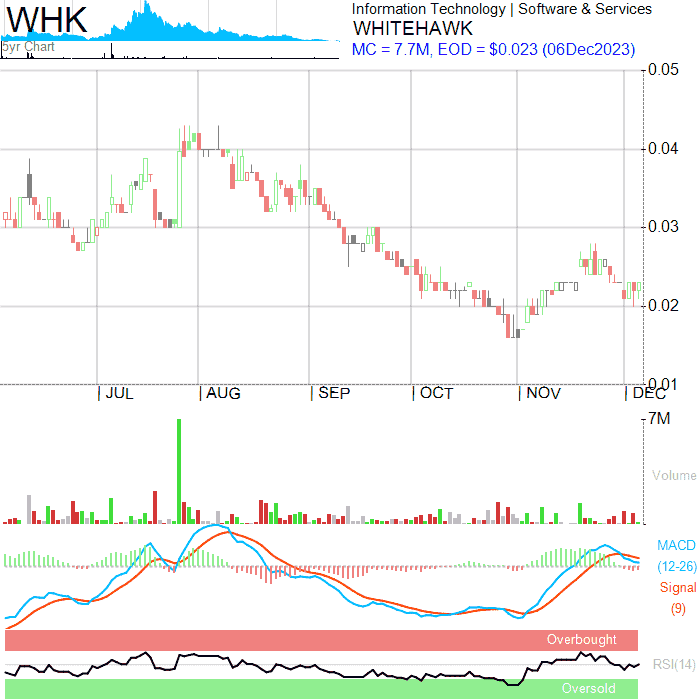 WHK
5yr Chart
Information Technology | Software & Services
WHITEHAWK
MC = 7.7M, EOD = $0.023 (06Dec2023)
0.05
0.04
0.03
0.02
0.01
| JUL
| AUG
| SEP
| OCT
| NOV
| DEC
7M
Volume
MACD
(12-26)
Signal
(9)
Overbought
RSI(14)
Oversold